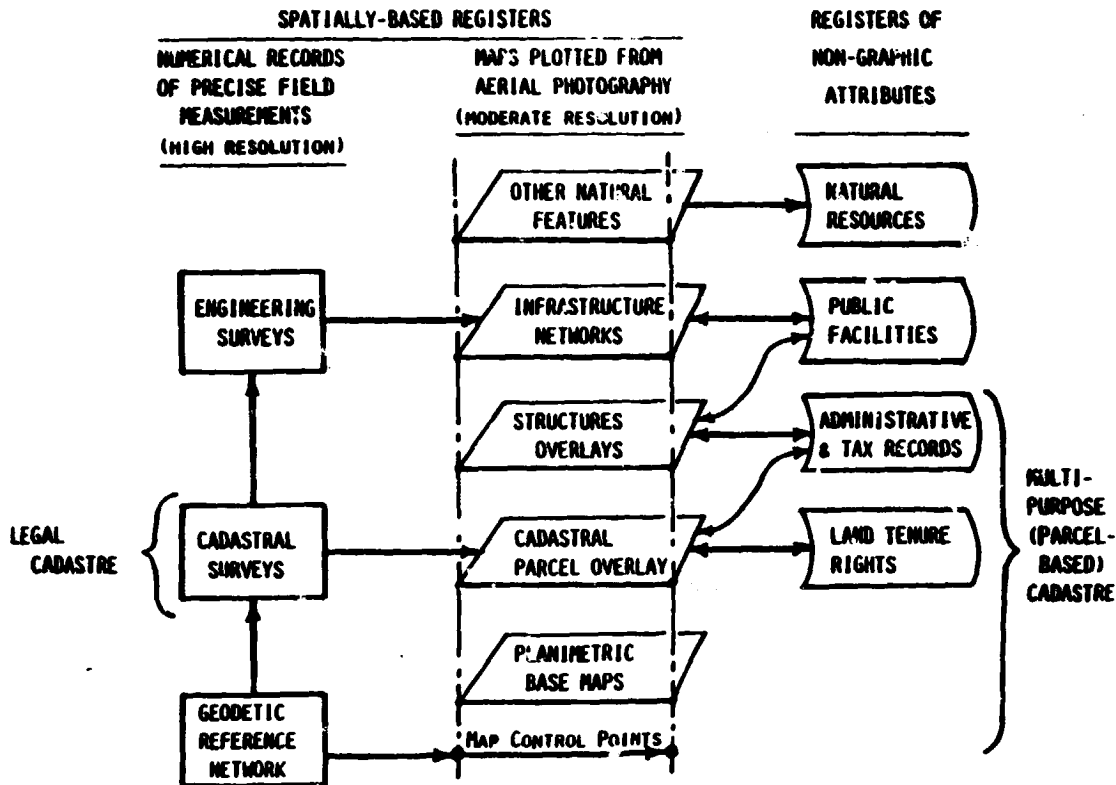 SPATIALLY-BASED REGISTERS
REGISTERS OF
NON-GRAPHIC
ATTRIBUTES
NUMERICAL RECORDS
OF PRECISE FIELD
MEASUREMENTS
(HIGH RESOLUTION)
MAPS PLOTTED FROM
AERIAL PHOTOGRAPHY
(MODERATE RESOLUTION)
OTHER NATURAL
FEATURES
NATURAL
RESOURCES
ENGINEERING
SURVEYS
INFRASTRUCTURE
NETWORKS
PUBLIC
FACILITIES
STRUCTURES
OVERLAYS
ADMINISTRATIVE
& TAX RECORDS
LEGAL
CADASTRE
CADASTRAL
SURVEYS
CADASTRAL
PARCEL OVERLAY
LAND TENURE
RIGHTS
MULTI-
PURPOSE
(PARCEL-
BASED)
CADASTRE
PLANIMETRIC
BASE MAPS
GEODETIC
REFERENCE
NETWORK
MAP CONTROL POINTS